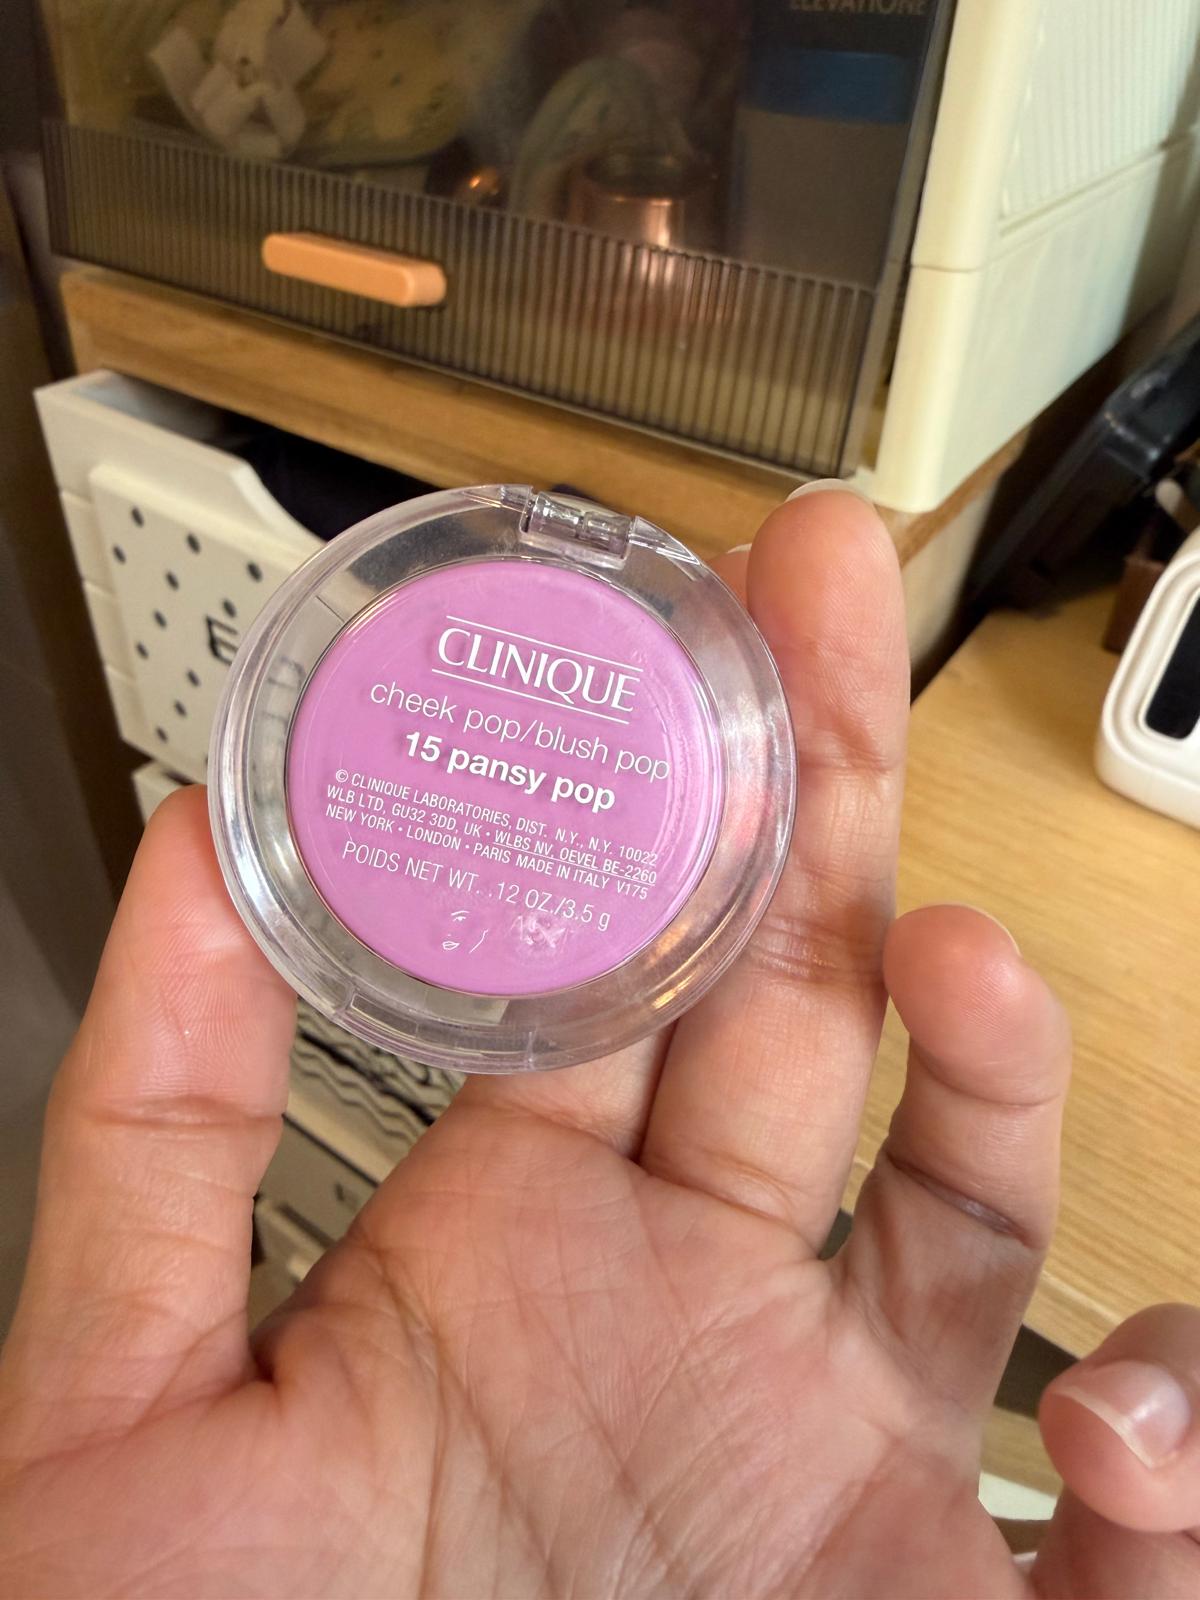 ELEVATIONE
CLINIQUE
cheek pop/blush pop
15 pansy pop
© CLINIQUE LABORATORIES, DIST. N.Y., N.Y. 10022
WLB LTD, GU32 3DD, UK • WLBS NV, OEVEL BE-2260
NEW YORK • LONDON • PARIS MADE IN ITALY V175
POIDS NET WT. .12 OZ./3.5 g